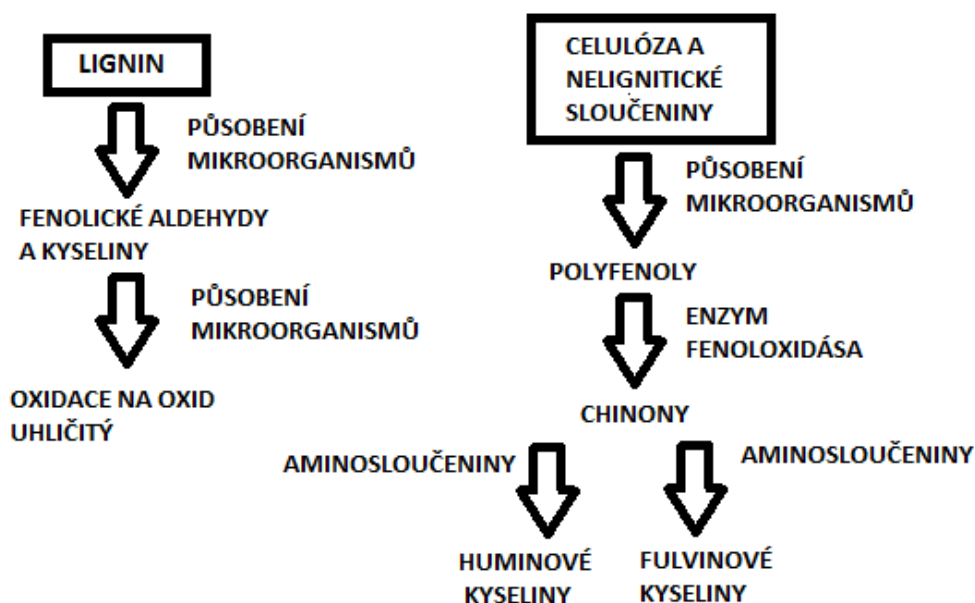 LIGNIN
PŮSOBENÍ
MIKROORGANISMŮ
FENOLICKÉ ALDEHYDY
A KYSELINY
PŮSOBENÍ
MIKROORGANISMŮ
OXIDACE NA OXID
UHLIČITÝ
CELULÓZA A
NELIGNITICKÉ
SLOUČENINY
PŮSOBENÍ
MIKROORGANISMŮ
POLYFENOLY
ENZYM
FENOLOXIDÁSA
CHINONY
AMINOSLOUČENINY
AMINOSLOUČENINY
HUMINOVÉ
KYSELINY
FULVINOVÉ
KYSELINY